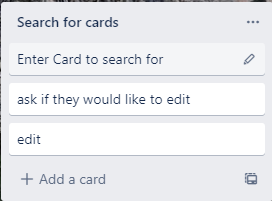 Search for cards
Enter Card to search for
ask if they would like to edit
edit
+ Add a card